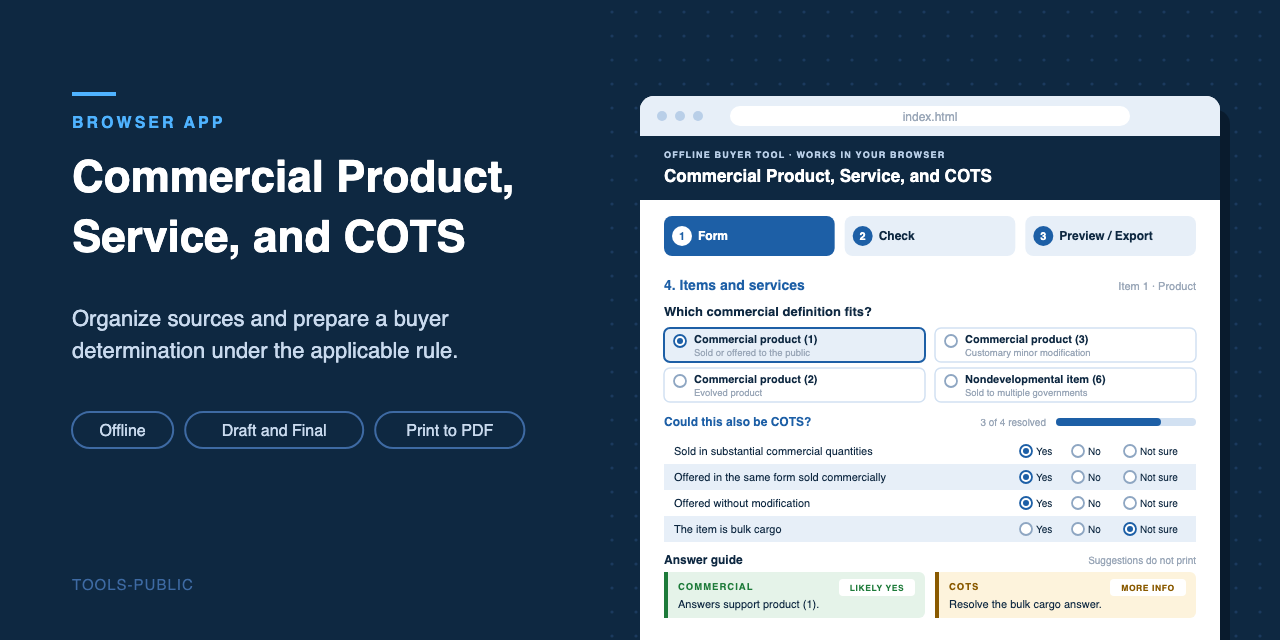 BROWSER APP
Commercial Product,
Service, and COTS
Organize sources and prepare a buyer
determination under the applicable rule.
Offline
Draft and Final
Print to PDF
TOOLS-PUBLIC
index.html
OFFLINE BUYER TOOL · WORKS IN YOUR BROWSER
Commercial Product, Service, and COTS
1 Form
2 Check
3 Preview / Export
4. Items and services
Item 1 · Product
Which commercial definition fits?
Commercial product (1)
Sold or offered to the public
Commercial product (3)
Customary minor modification
Commercial product (2)
Evolved product
Nondevelopmental item (6)
Sold to multiple governments
Could this also be COTS?
3 of 4 resolved
Sold in substantial commercial quantities Yes No Not sure
Offered in the same form sold commercially Yes No Not sure
Offered without modification Yes No Not sure
The item is bulk cargo Yes No Not sure
Answer guide
Suggestions do not print
COMMERCIAL LIKELY YES
Answers support product (1).
COTS MORE INFO
Resolve the bulk cargo answer.